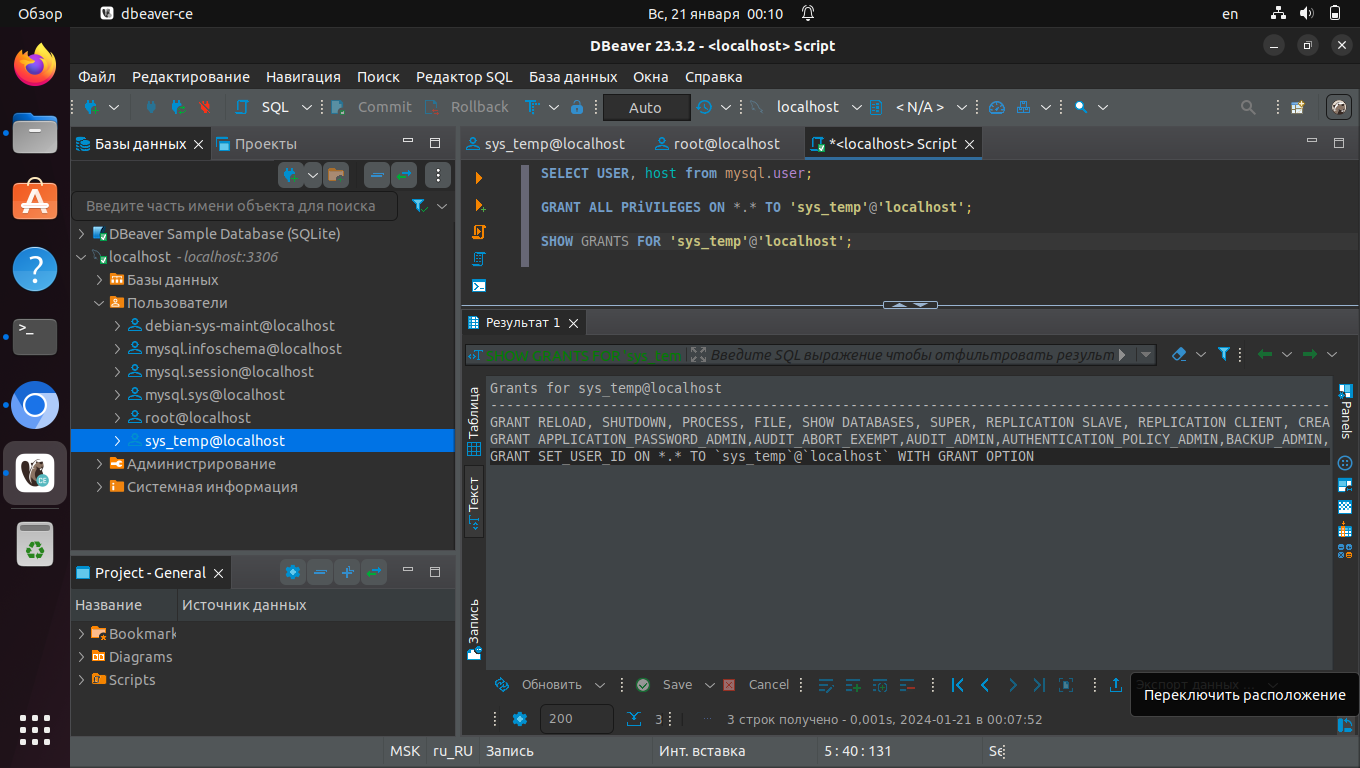 Обзор
dbeaver-ce
Вс, 21 января 00:10
en
DBeaver 23.3.2 - <localhost> Script
Файл Редактирование Навигация Поиск Редактор SQL База данных Окна Справка
SQL Commit Rollback Auto localhost < N/A >
Базы данных
Проекты
Введите часть имени объекта для поиска
DBeaver Sample Database (SQLite)
localhost - localhost:3306
Базы данных
Пользователи
debian-sys-maint@localhost
mysql.infoschema@localhost
mysql.session@localhost
mysql.sys@localhost
root@localhost
sys_temp@localhost
Администрирование
Системная информация
Project - General
Название Источник данных
Bookmark
Diagrams
Scripts
sys_temp@localhost
root@localhost
*<localhost> Script
SELECT USER, host from mysql.user;
GRANT ALL PRiVILEGES ON *.* TO 'sys_temp'@'localhost';
SHOW GRANTS FOR 'sys_temp'@'localhost';
Результат 1
SHOW GRANTS FOR 'sys_tem
Введите SQL выражение чтобы отфильтровать результ
Таблица
Текст
Запись
Grants for sys_temp@localhost
GRANT RELOAD, SHUTDOWN, PROCESS, FILE, SHOW DATABASES, SUPER, REPLICATION SLAVE, REPLICATION CLIENT, CREA
GRANT APPLICATION_PASSWORD_ADMIN,AUDIT_ABORT_EXEMPT,AUDIT_ADMIN,AUTHENTICATION_POLICY_ADMIN,BACKUP_ADMIN,
GRANT SET_USER_ID ON *.* TO `sys_temp`@`localhost` WITH GRANT OPTION
Panels
Обновить Save Cancel Экспорт данных
Переключить расположение
200 3 3 строк получено - 0,001s, 2024-01-21 в 00:07:52
MSK ru_RU Запись Инт. вставка 5 : 40 : 131 Se